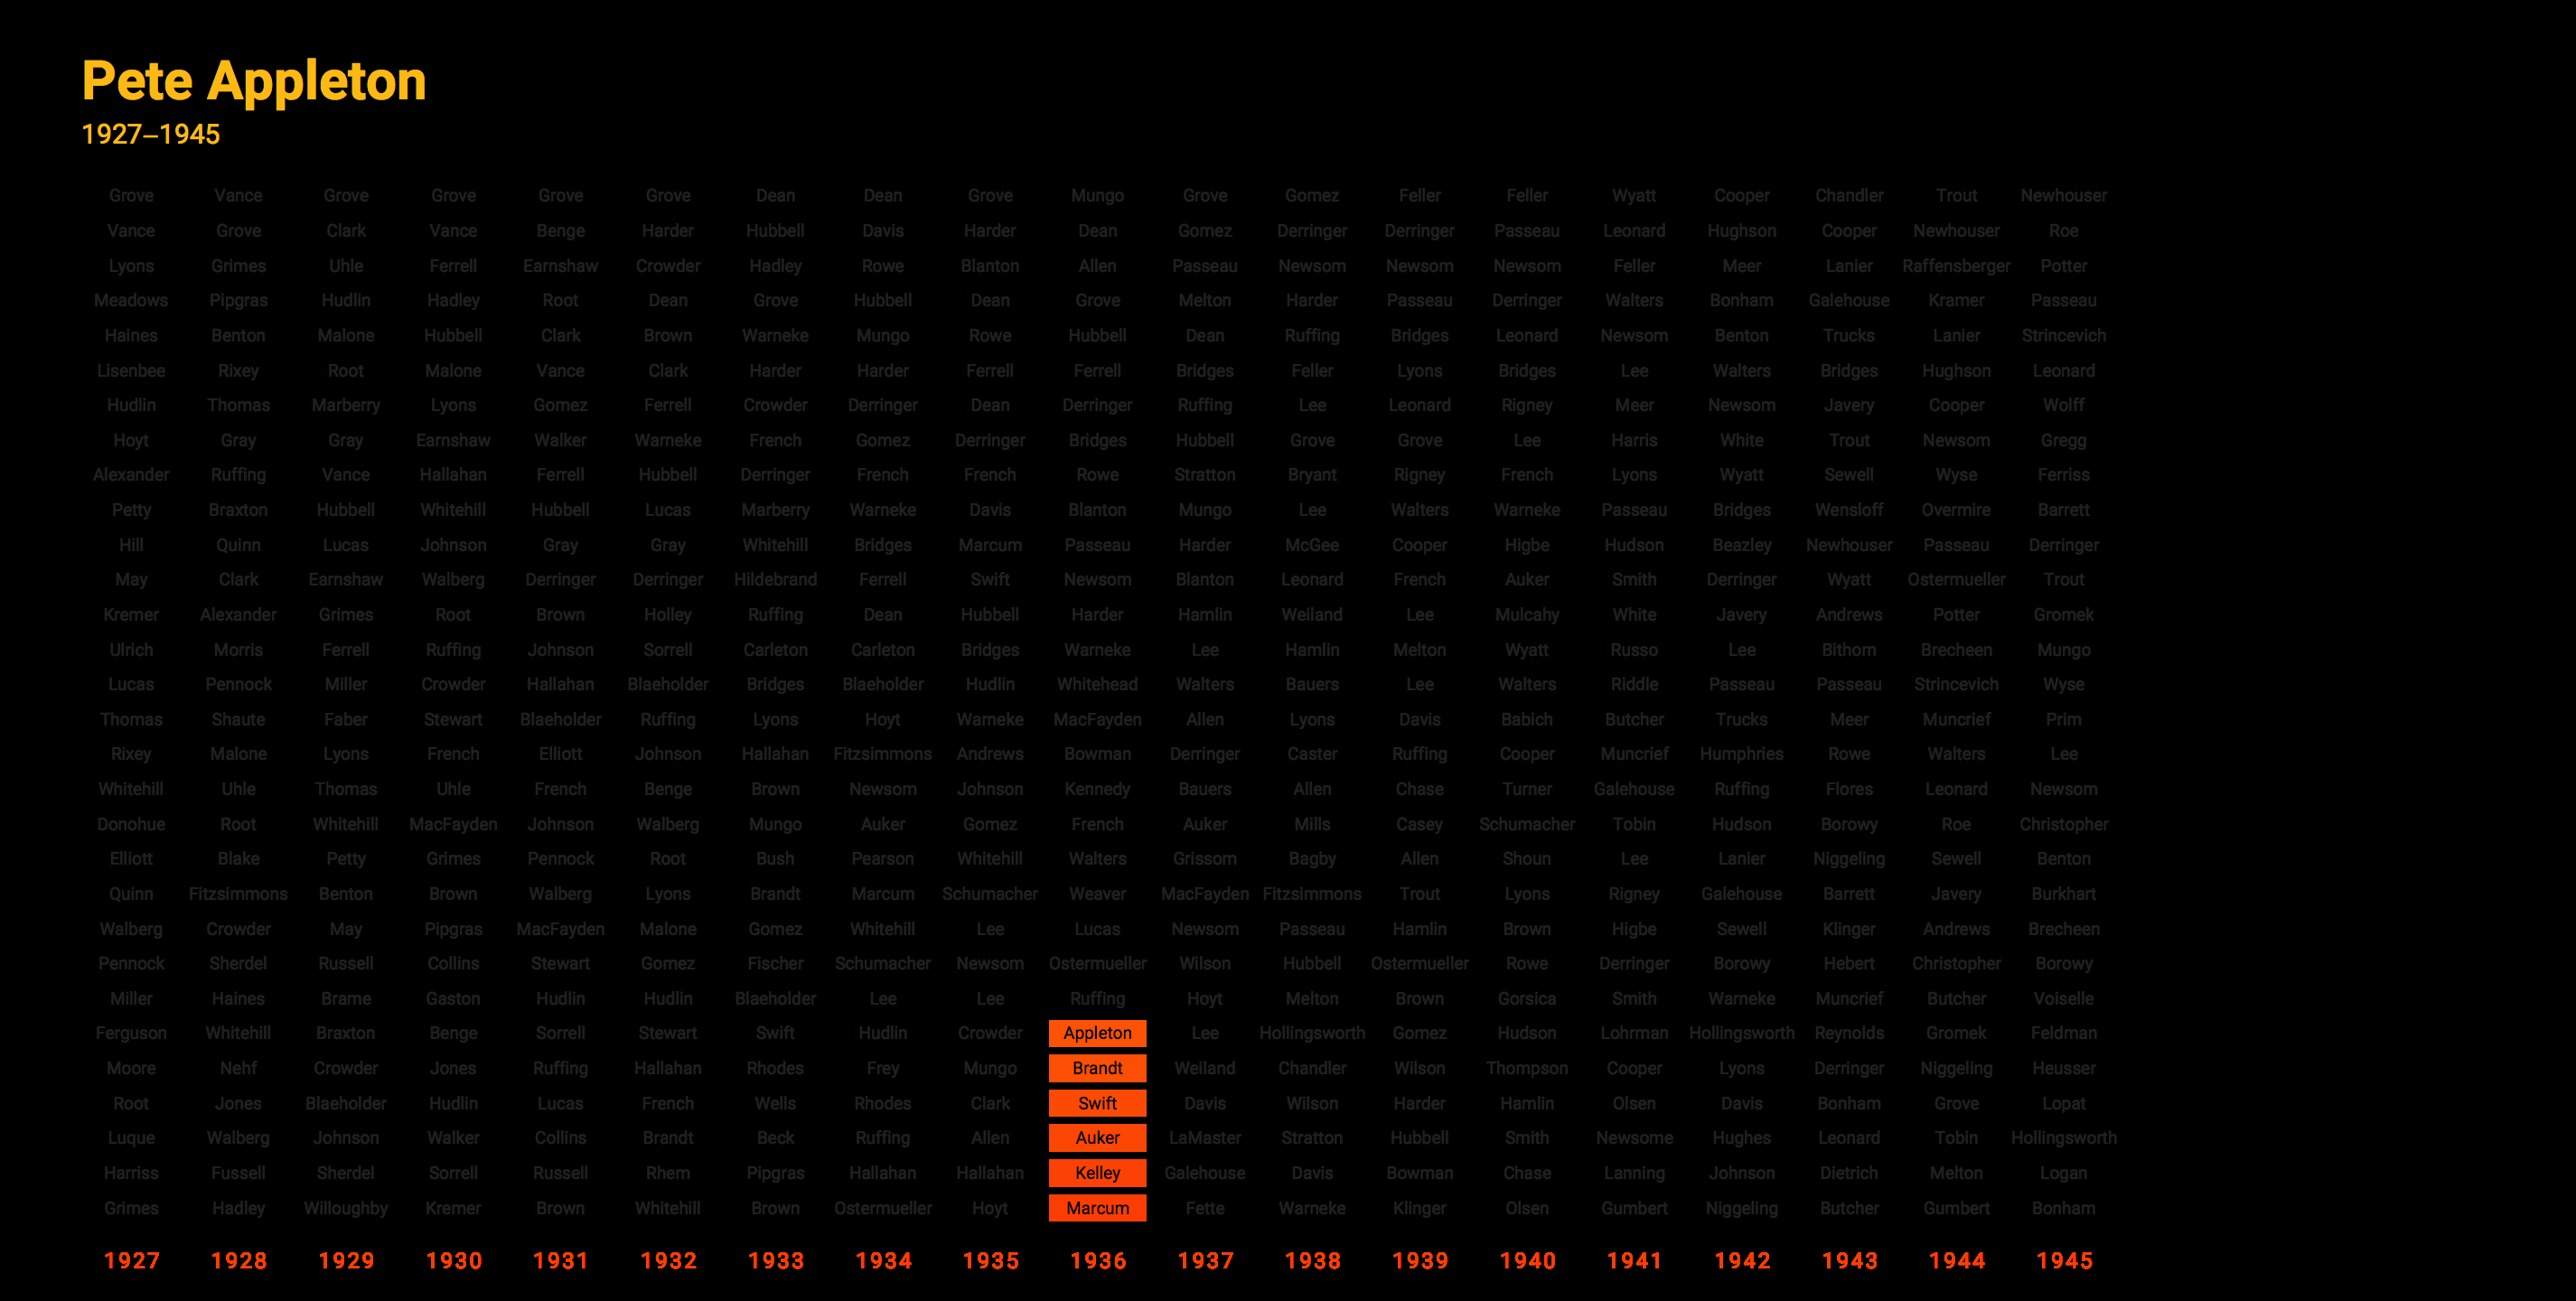 Pete Appleton
1927–1945
Grove Vance Grove Grove Grove Grove Dean Dean Grove Mungo Grove Gomez Feller Feller Wyatt Cooper Chandler Trout Newhouser
Vance Grove Clark Vance Benge Harder Hubbell Davis Harder Dean Gomez Derringer Derringer Passeau Leonard Hughson Cooper Newhouser Roe
Lyons Grimes Uhle Ferrell Earnshaw Crowder Hadley Rowe Blanton Allen Passeau Newsom Newsom Newsom Feller Meer Lanier Raffensberger Potter
Meadows Pipgras Hudlin Hadley Root Dean Grove Hubbell Dean Grove Melton Harder Passeau Derringer Walters Bonham Galehouse Kramer Passeau
Haines Benton Malone Hubbell Clark Brown Warneke Mungo Rowe Hubbell Dean Ruffing Bridges Leonard Newsom Benton Trucks Lanier Strincevich
Lisenbee Rixey Root Malone Vance Clark Harder Harder Ferrell Ferrell Bridges Feller Lyons Bridges Lee Walters Bridges Hughson Leonard
Hudlin Thomas Marberry Lyons Gomez Ferrell Crowder Derringer Dean Derringer Ruffing Lee Leonard Rigney Meer Newsom Javery Cooper Wolff
Hoyt Gray Gray Earnshaw Walker Warneke French Gomez Derringer Bridges Hubbell Grove Grove Lee Harris White Trout Newsom Gregg
Alexander Ruffing Vance Hallahan Ferrell Hubbell Derringer French French Rowe Stratton Bryant Rigney French Lyons Wyatt Sewell Wyse Ferriss
Petty Braxton Hubbell Whitehill Hubbell Lucas Marberry Warneke Davis Blanton Mungo Lee Walters Warneke Passeau Bridges Wensloff Overmire Barrett
Hill Quinn Lucas Johnson Gray Gray Whitehill Bridges Marcum Passeau Harder McGee Cooper Higbe Hudson Beazley Newhouser Passeau Derringer
May Clark Earnshaw Walberg Derringer Derringer Hildebrand Ferrell Swift Newsom Blanton Leonard French Auker Smith Derringer Wyatt Ostermueller Trout
Kremer Alexander Grimes Root Brown Holley Ruffing Dean Hubbell Harder Hamlin Weiland Lee Mulcahy White Javery Andrews Potter Gromek
Ulrich Morris Ferrell Ruffing Johnson Sorrell Carleton Carleton Bridges Warneke Lee Hamlin Melton Wyatt Russo Lee Bithorn Brecheen Mungo
Lucas Pennock Miller Crowder Hallahan Blaeholder Bridges Blaeholder Hudlin Whitehead Walters Bauers Lee Walters Riddle Passeau Passeau Strincevich Wyse
Thomas Shaute Faber Stewart Blaeholder Ruffing Lyons Hoyt Warneke MacFayden Allen Lyons Davis Babich Butcher Trucks Meer Muncrief Prim
Rixey Malone Lyons French Elliott Johnson Hallahan Fitzsimmons Andrews Bowman Derringer Caster Ruffing Cooper Muncrief Humphries Rowe Walters Lee
Whitehill Uhle Thomas Uhle French Benge Brown Newsom Johnson Kennedy Bauers Allen Chase Turner Galehouse Ruffing Flores Leonard Newsom
Donohue Root Whitehill MacFayden Johnson Walberg Mungo Auker Gomez French Auker Mills Casey Schumacher Tobin Hudson Borowy Roe Christopher
Elliott Blake Petty Grimes Pennock Root Bush Pearson Whitehill Walters Grissom Bagby Allen Shoun Lee Lanier Niggeling Sewell Benton
Quinn Fitzsimmons Benton Brown Walberg Lyons Brandt Marcum Schumacher Weaver MacFayden Fitzsimmons Trout Lyons Rigney Galehouse Barrett Javery Burkhart
Walberg Crowder May Pipgras MacFayden Malone Gomez Whitehill Lee Lucas Newsom Passeau Hamlin Brown Higbe Sewell Klinger Andrews Brecheen
Pennock Sherdel Russell Collins Stewart Gomez Fischer Schumacher Newsom Ostermueller Wilson Hubbell Ostermueller Rowe Derringer Borowy Hebert Christopher Borowy
Miller Haines Brame Gaston Hudlin Hudlin Blaeholder Lee Lee Ruffing Hoyt Melton Brown Gorsica Smith Warneke Muncrief Butcher Voiselle
Ferguson Whitehill Braxton Benge Sorrell Stewart Swift Hudlin Crowder Appleton Lee Hollingsworth Gomez Hudson Lohrman Hollingsworth Reynolds Gromek Feldman
Moore Nehf Crowder Jones Ruffing Hallahan Rhodes Frey Mungo Brandt Weiland Chandler Wilson Thompson Cooper Lyons Derringer Niggeling Heusser
Root Jones Blaeholder Hudlin Lucas French Wells Rhodes Clark Swift Davis Wilson Harder Hamlin Olsen Davis Bonham Grove Lopat
Luque Walberg Johnson Walker Collins Brandt Beck Ruffing Allen Auker LaMaster Stratton Hubbell Smith Newsome Hughes Leonard Tobin Hollingsworth
Harriss Fussell Sherdel Sorrell Russell Rhem Pipgras Hallahan Hallahan Kelley Galehouse Davis Bowman Chase Lanning Johnson Dietrich Melton Logan
Grimes Hadley Willoughby Kremer Brown Whitehill Brown Ostermueller Hoyt Marcum Fette Warneke Klinger Olsen Gumbert Niggeling Butcher Gumbert Bonham
1927 1928 1929 1930 1931 1932 1933 1934 1935 1936 1937 1938 1939 1940 1941 1942 1943 1944 1945